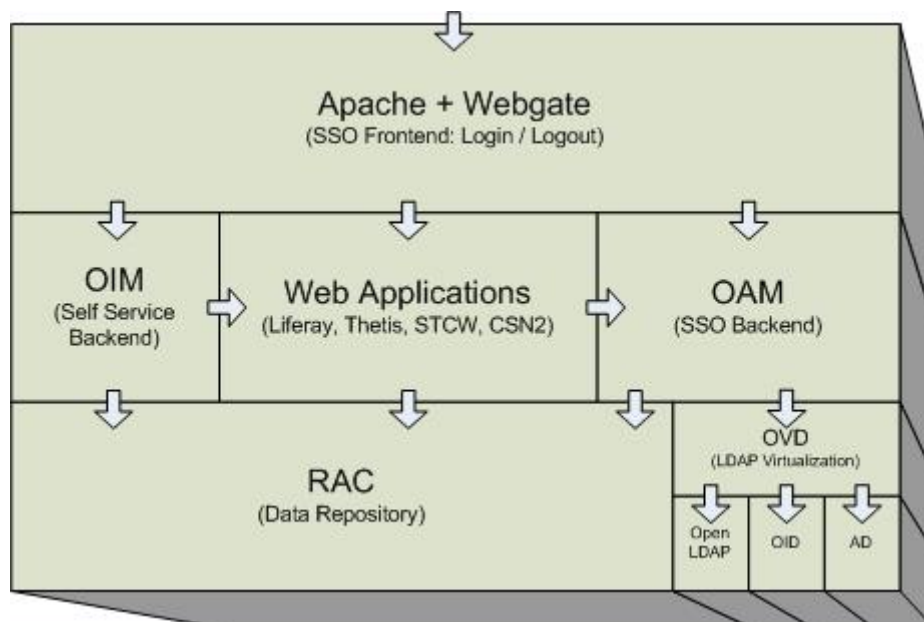 Apache + Webgate
(SSO Frontend: Login / Logout)
OIM
(Self Service
Backend)
Web Applications
(Liferay, Thetis, STCW, CSN2)
OAM
(SSO Backend)
RAC
(Data Repository)
OVD
(LDAP Virtualization)
Open
LDAP
OID
AD